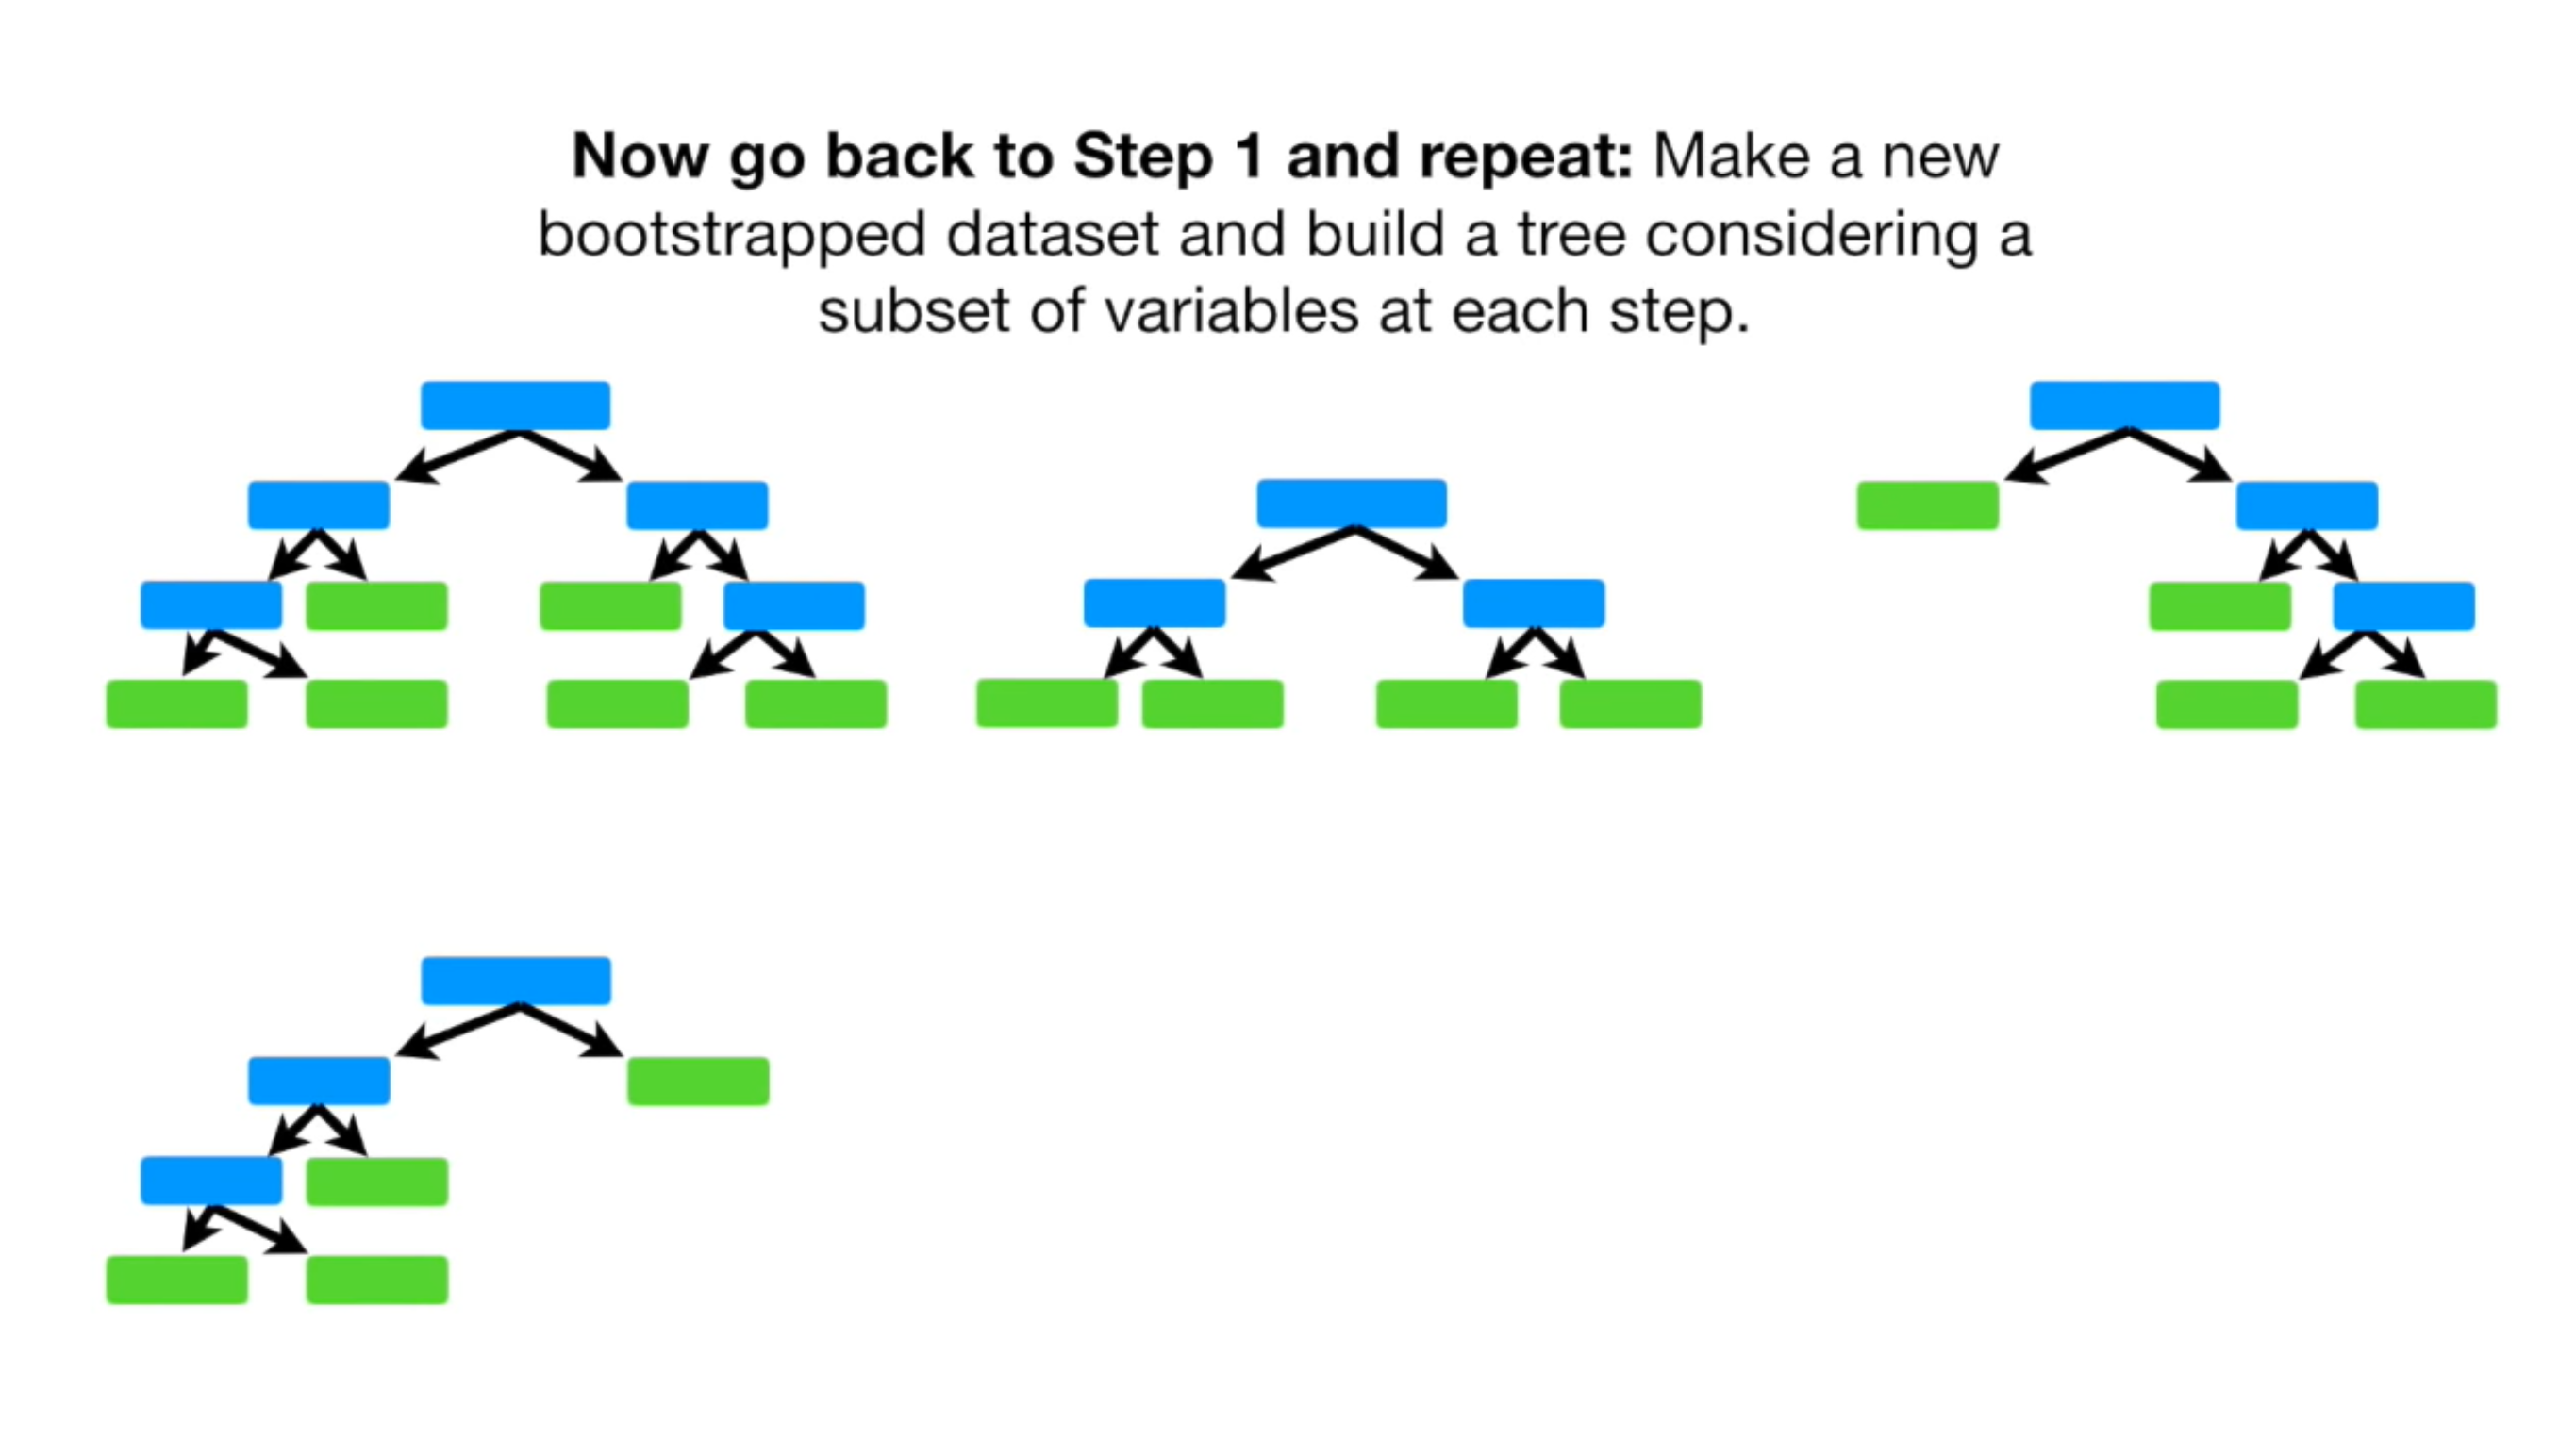 Now go back to Step 1 and repeat: Make a new
bootstrapped dataset and build a tree considering a
subset of variables at each step.